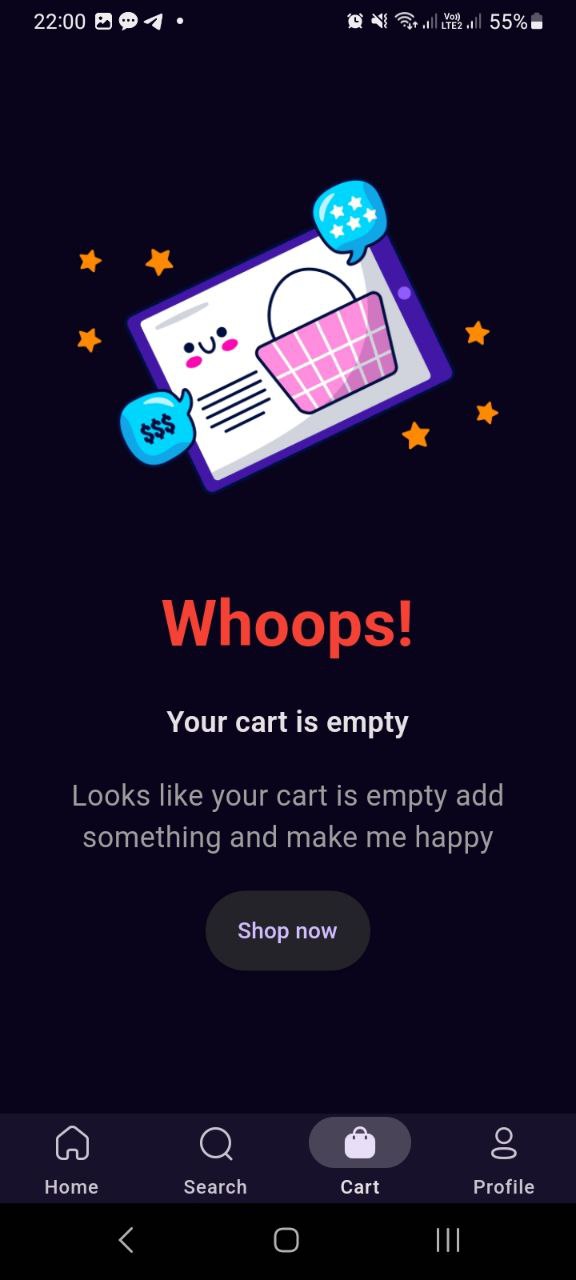 22:00
Vo))
LTE2
55%
$$$
Whoops!
Your cart is empty
Looks like your cart is empty add
something and make me happy
Shop now
Home Search Cart Profile